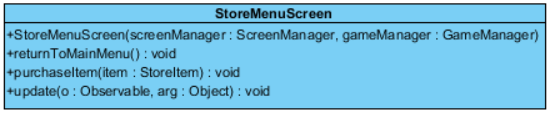 StoreMenuScreen
+StoreMenuScreen(screenManager : ScreenManager, gameManager : GameManager)
+returnToMainMenu() : void
+purchaseItem(item : StoreItem) : void
+update(o : Observable, arg : Object) : void